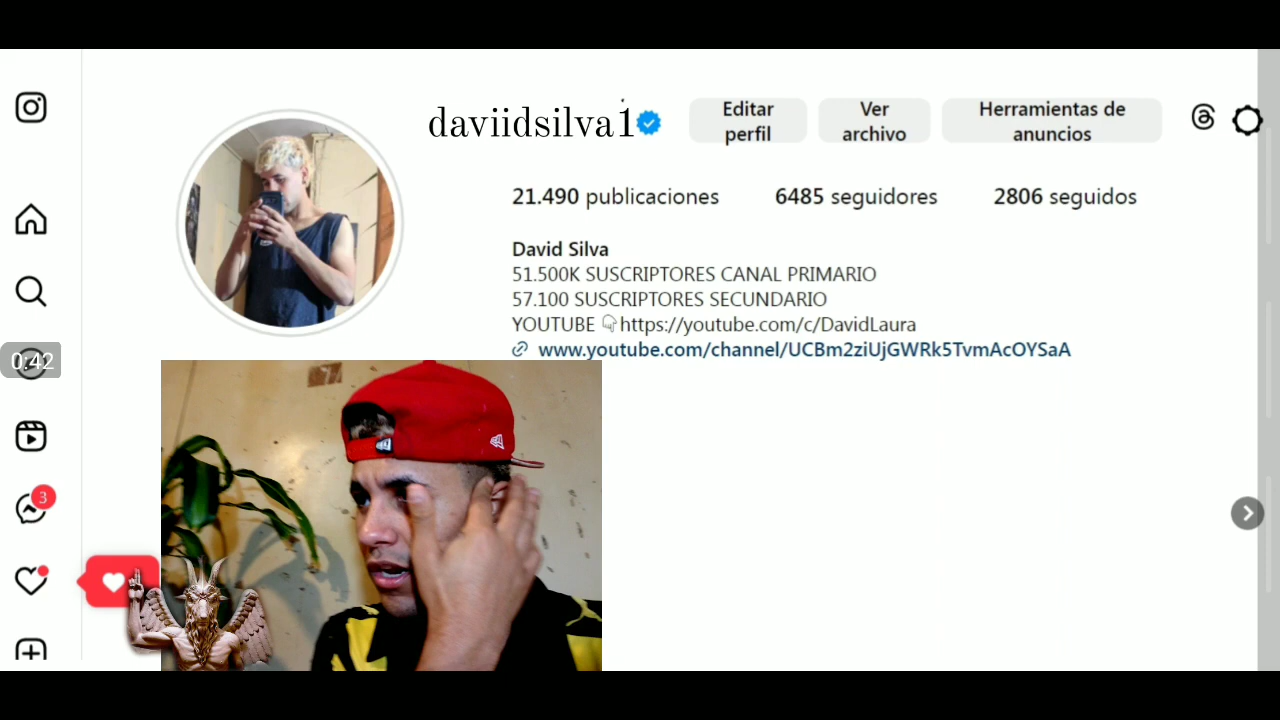 daviidsilva1
Editar perfil
Ver archivo
Herramientas de anuncios
21.490 publicaciones 6485 seguidores 2806 seguidos
David Silva
51.500K SUSCRIPTORES CANAL PRIMARIO
57.100 SUSCRIPTORES SECUNDARIO
YOUTUBE 👇https://youtube.com/c/DavidLaura
www.youtube.com/channel/UCBm2ziUjGWRk5TvmAcOYSaA
0:42
3